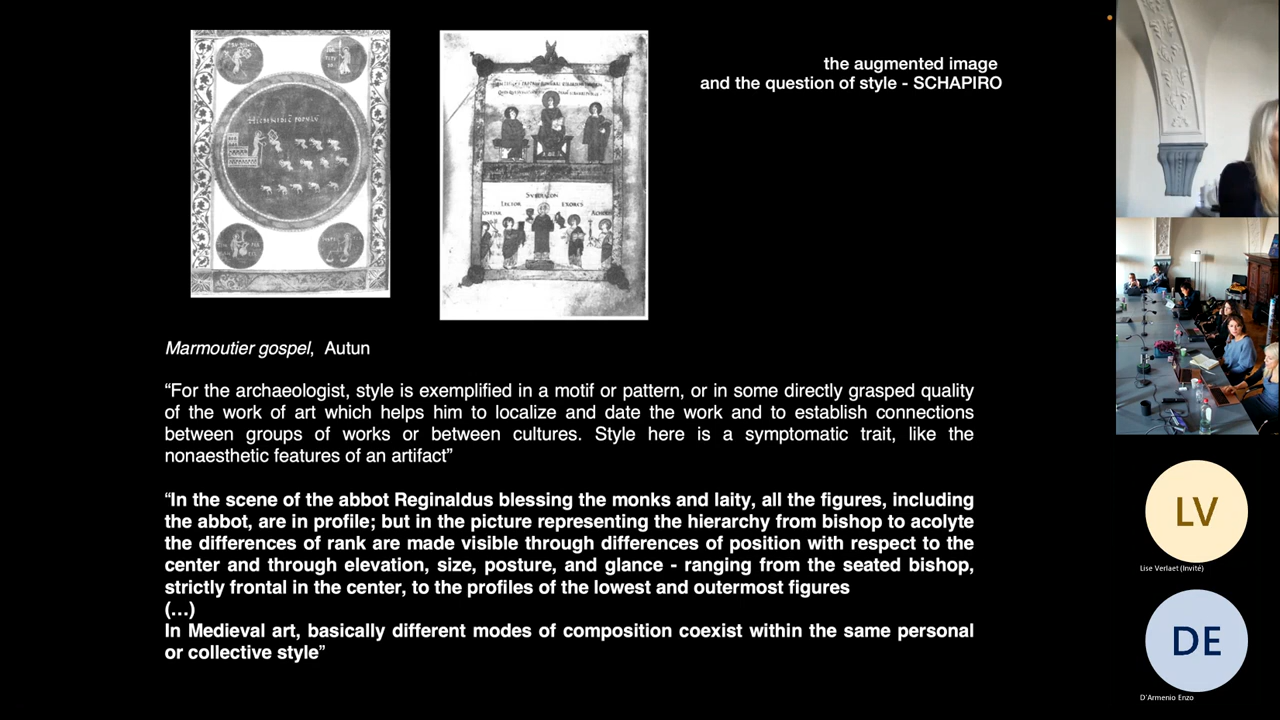 the augmented image
and the question of style - SCHAPIRO
Marmoutier gospel, Autun
“For the archaeologist, style is exemplified in a motif or pattern, or in some directly grasped quality
of the work of art which helps him to localize and date the work and to establish connections
between groups of works or between cultures. Style here is a symptomatic trait, like the
nonaesthetic features of an artifact”
“In the scene of the abbot Reginaldus blessing the monks and laity, all the figures, including
the abbot, are in profile; but in the picture representing the hierarchy from bishop to acolyte
the differences of rank are made visible through differences of position with respect to the
center and through elevation, size, posture, and glance - ranging from the seated bishop,
strictly frontal in the center, to the profiles of the lowest and outermost figures
(…)
In Medieval art, basically different modes of composition coexist within the same personal
or collective style”
LV
Lise Verlaet (Invité)
DE
D'Armenio Enzo